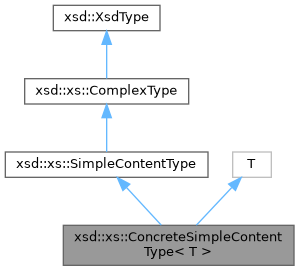 xsd::XsdType
xsd::xs::ComplexType
xsd::xs::SimpleContentType
T
xsd::xs::ConcreteSimpleContent
Type< T >